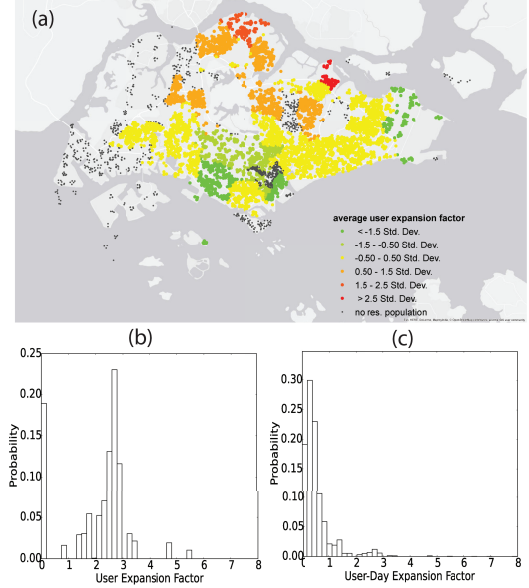 (a)
average user expansion factor
< -1.5 Std. Dev.
-1.5 - -0.50 Std. Dev.
-0.50 - 0.50 Std. Dev.
0.50 - 1.5 Std. Dev.
1.5 - 2.5 Std. Dev.
> 2.5 Std. Dev.
no res. population
(b)
0.25
0.20
0.15
0.10
0.05
0.00
Probability
0 1 2 3 4 5 6 7 8
User Expansion Factor
(c)
0.30
0.25
0.20
0.15
0.10
0.05
0.00
Probability
1 2 3 4 5 6 7 8
User-Day Expansion Factor